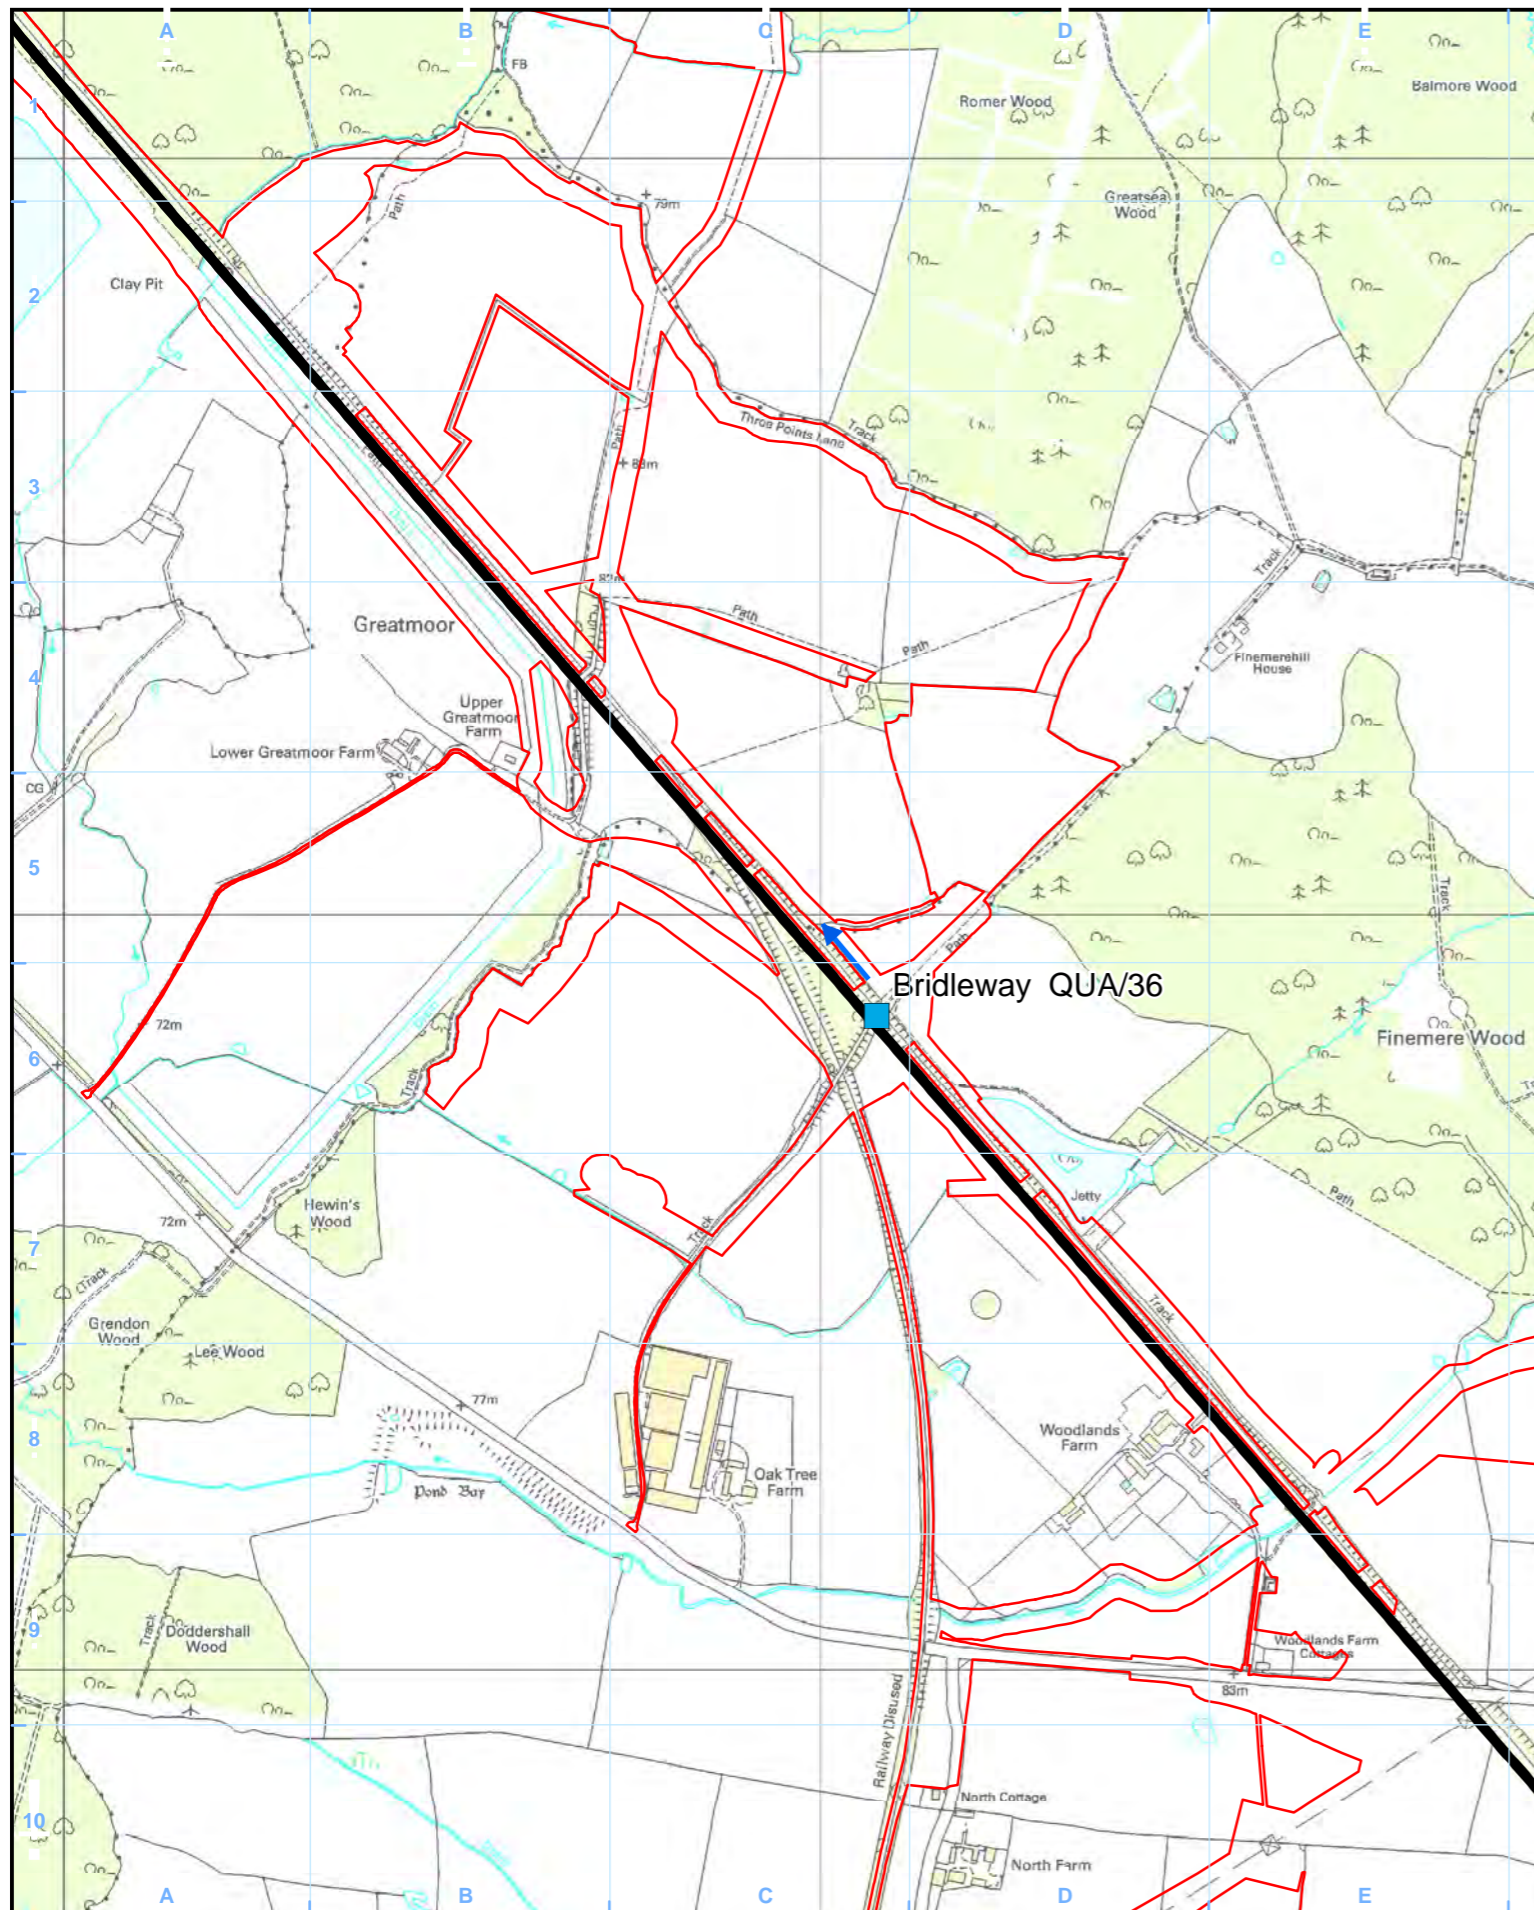 A
B
C
D
E
FB
Romer Wood
Balmore Wood
1
79m
Greatsea
Wood
Path
Clay Pit
2
Track
Three Points Lane
Path
83m
3
Track
82m
Greatmoor
Path
Path
Finemerehill
House
4
Upper
Greatmoor
Farm
Lower Greatmoor Farm
CG
5
Track
Path
Bridleway QUA/36
72m
Finemere Wood
6
Track
Jetty
Path
Hewin's
Wood
72m
Track
7
Track
Track
Grendon
Wood
Lee Wood
77m
Woodlands
Farm
8
Oak Tree
Farm
Pond Bay
Track
9
Doddershall
Wood
Woodlands Farm
Cottages
83m
Railway Disused
North Cottage
10
North Farm
A
B
C
D
E